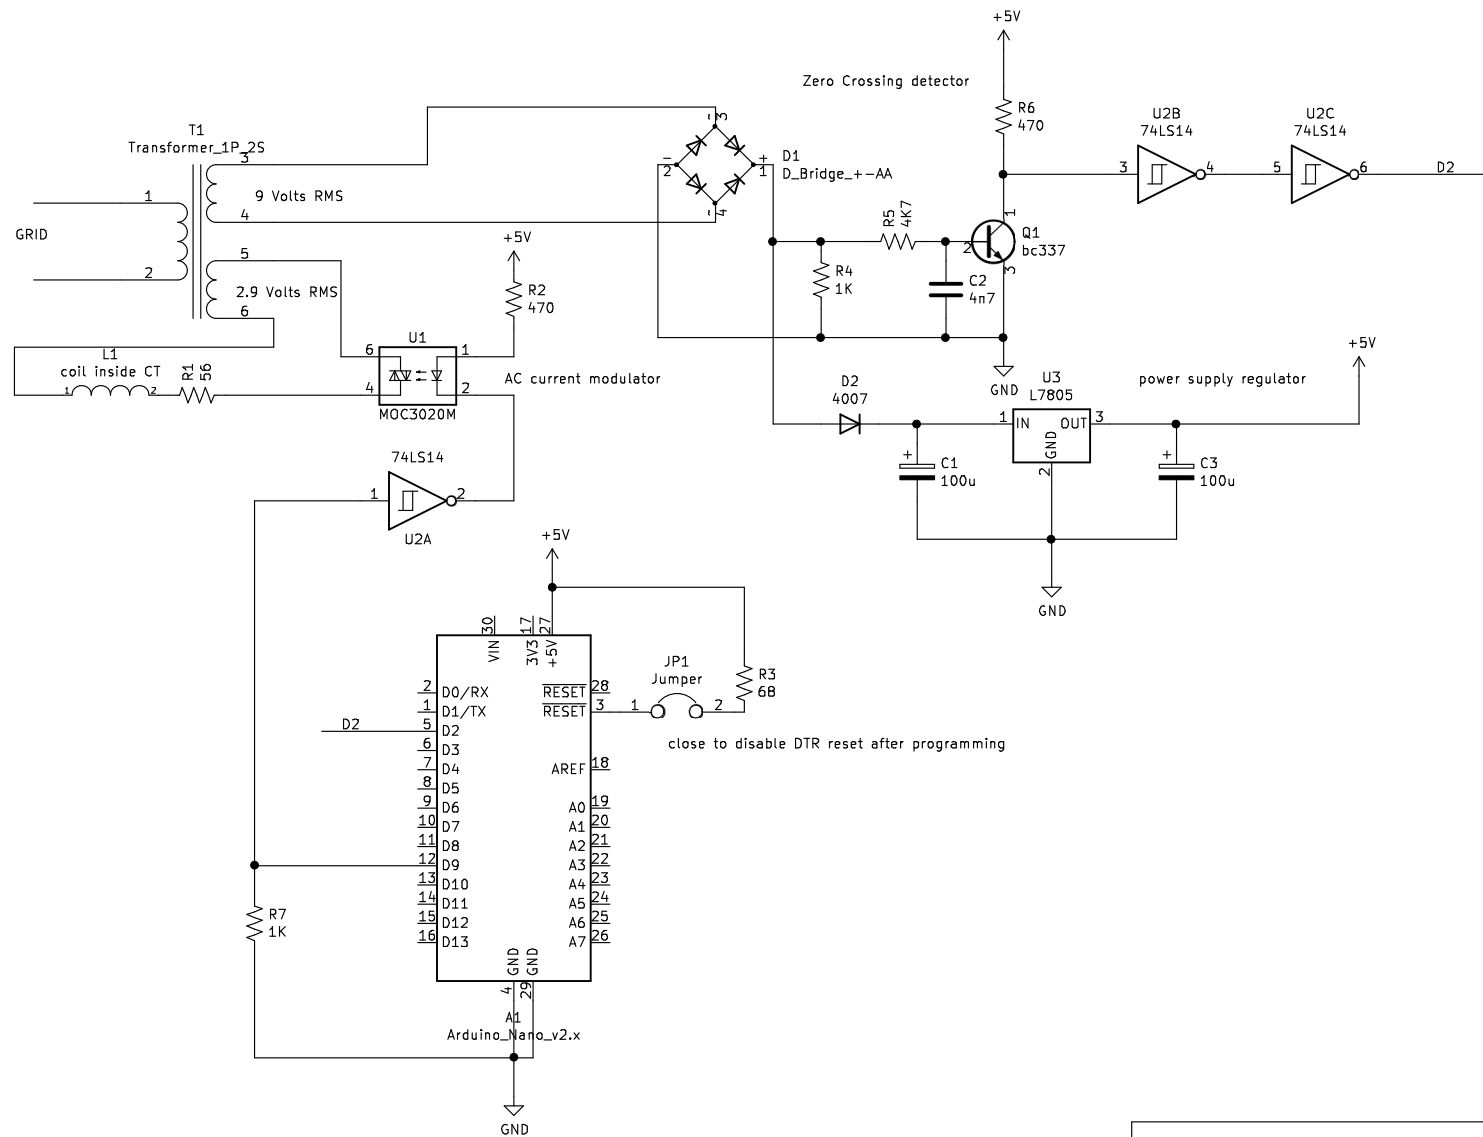 +5V
Zero Crossing detector
R6
470
U2B
74LS14
U2C
74LS14
T1
Transformer_1P_2S
3
~
3
-
2
+
1
D1
D_Bridge_+-AA
3
4
5
6
D2
1
9 Volts RMS
4
~
4
R5
4K7
1
GRID
+5V
2
Q1
bc337
2
5
R2
470
R4
1K
C2
4n7
3
2.9 Volts RMS
6
U1
+5V
L1
coil inside CT
R1
56
6
1
AC current modulator
D2
4007
GND
U3
L7805
power supply regulator
1
2
4
2
MOC3020M
1
IN
OUT
3
GND
2
74LS14
+
C1
100u
+
C3
100u
1
2
U2A
+5V
GND
30
17
27
VIN
3V3
+5V
JP1
Jumper
R3
68
2
D0/RX
RESET
28
1
D1/TX
RESET
3
1
2
D2
5
D2
close to disable DTR reset after programming
6
D3
7
D4
AREF
18
8
D5
9
D6
A0
19
10
D7
A1
20
11
D8
A2
21
12
D9
A3
22
13
D10
A4
23
14
D11
A5
24
15
D12
A6
25
16
D13
A7
26
R7
1K
GND
GND
4
29
A1
Arduino_Nano_v2.x
GND